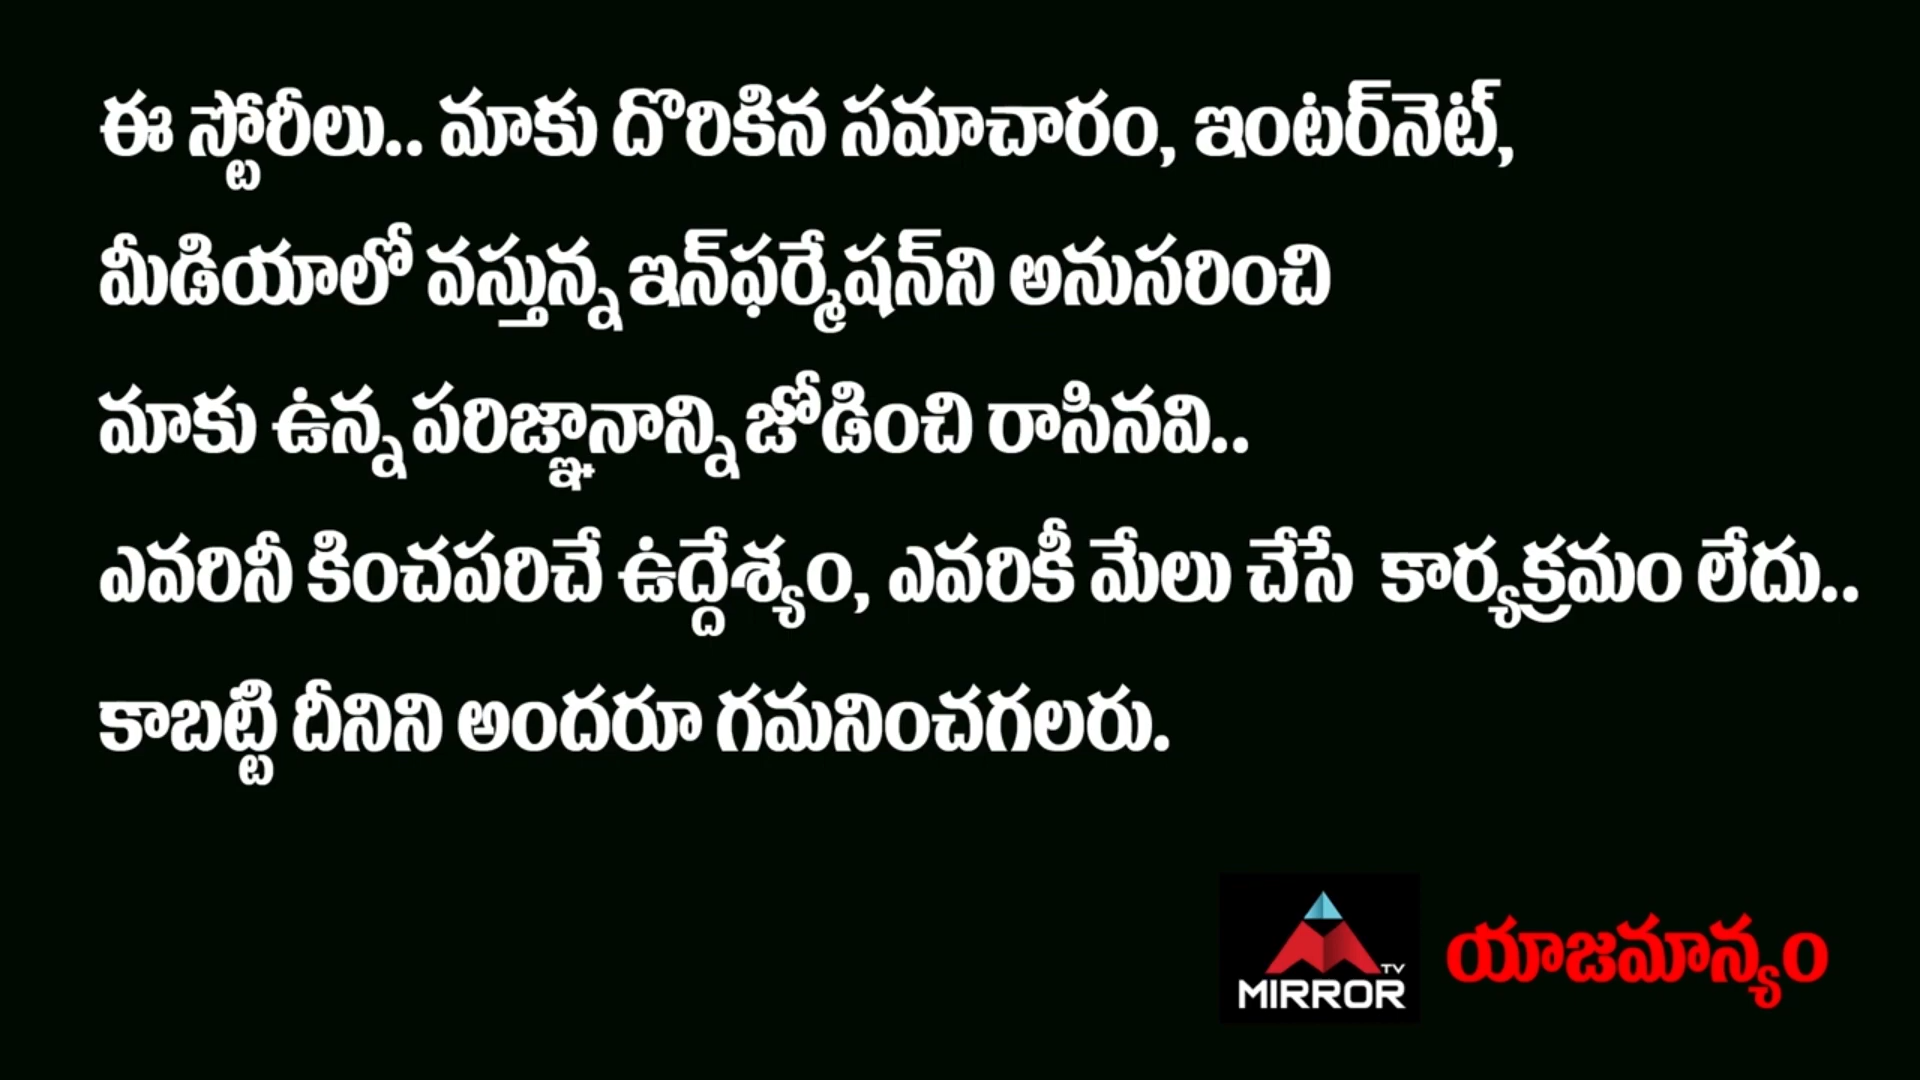 ఈ స్టోరీలు.. మాకు దొరికిన సమాచారం, ఇంటర్‌నెట్,
మీడియాలో వస్తున్న ఇన్‌ఫర్మేషన్‌ని అనుసరించి
మాకు ఉన్న పరిజ్ఞానాన్ని జోడించి రాసినవి..
ఎవరినీ కించపరిచే ఉద్దేశ్యం, ఎవరికీ మేలు చేసే కార్యక్రమం లేదు..
కాబట్టి దీనిని అందరూ గమనించగలరు.
TV
MIRROR
యాజమాన్యం